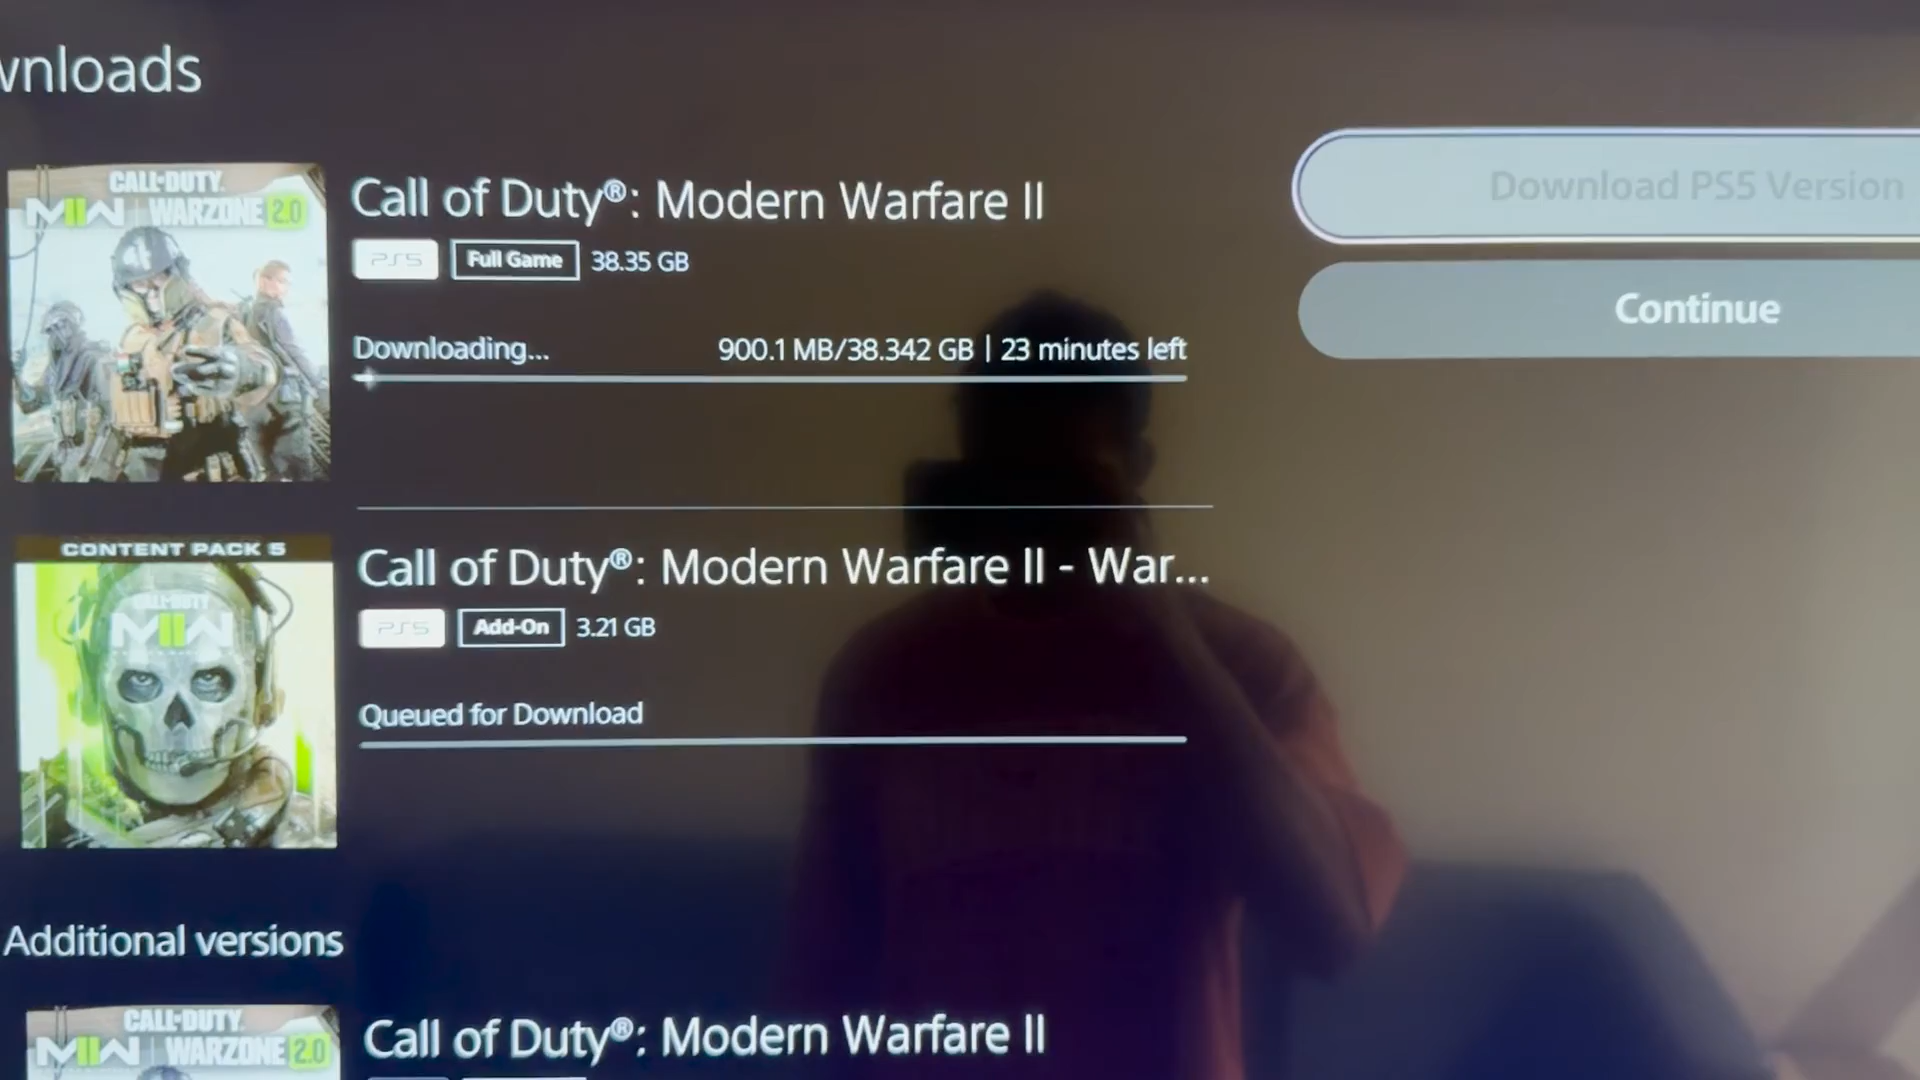 wnloads
CALL·DUTY.
MWII WARZONE 2.0
Call of Duty®: Modern Warfare II
PS5 Full Game 38.35 GB
Downloading... 900.1 MB/38.342 GB | 23 minutes left
Download PS5 Version
Continue
CONTENT PACK 5
CALL·DUTY
MWII
Call of Duty®: Modern Warfare II - War...
PS5 Add-On 3.21 GB
Queued for Download
Additional versions
CALL·DUTY.
MWII WARZONE 2.0
Call of Duty®: Modern Warfare II